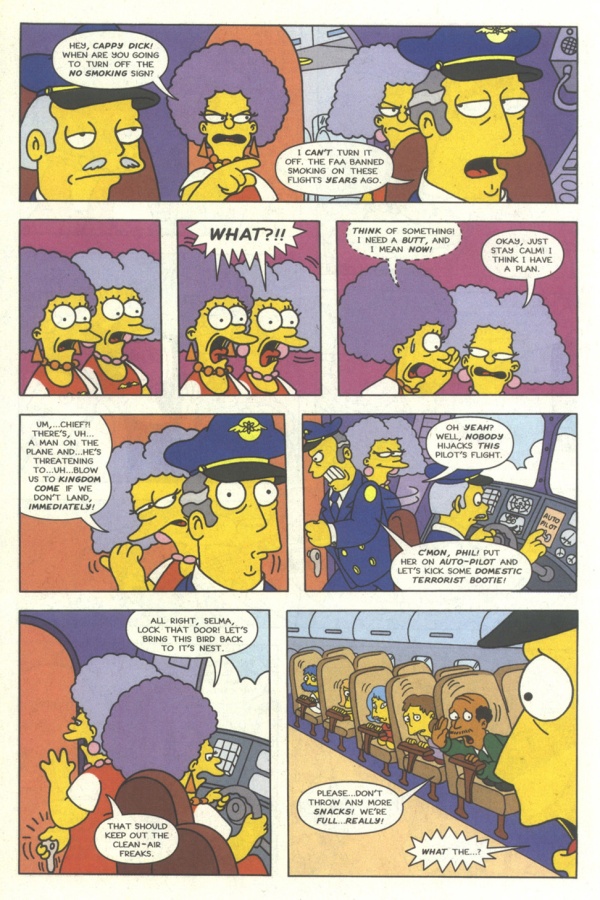 HEY, CAPPY DICK!
WHEN ARE YOU GOING
TO TURN OFF THE
NO SMOKING SIGN?
I CAN'T TURN IT
OFF. THE FAA BANNED
SMOKING ON THESE
FLIGHTS YEARS AGO.
WHAT?!!
THINK OF SOMETHING!
I NEED A BUTT, AND
I MEAN NOW!
OKAY, JUST
STAY CALM! I
THINK I HAVE
A PLAN.
UM,...CHIEF?!
THERE'S, UH...
A MAN ON THE
PLANE AND...HE'S
THREATENING
TO...UH...BLOW
US TO KINGDOM
COME IF WE
DON'T LAND,
IMMEDIATELY!
OH YEAH?
WELL, NOBODY
HIJACKS THIS
PILOT'S FLIGHT.
AUTO
PILOT
C'MON, PHIL! PUT
HER ON AUTO-PILOT AND
LET'S KICK SOME DOMESTIC
TERRORIST BOOTIE!
ALL RIGHT, SELMA,
LOCK THAT DOOR! LET'S
BRING THIS BIRD BACK
TO IT'S NEST.
THAT SHOULD
KEEP OUT THE
CLEAN-AIR
FREAKS.
PLEASE...DON'T
THROW ANY MORE
SNACKS! WE'RE
FULL...REALLY!
WHAT THE...?